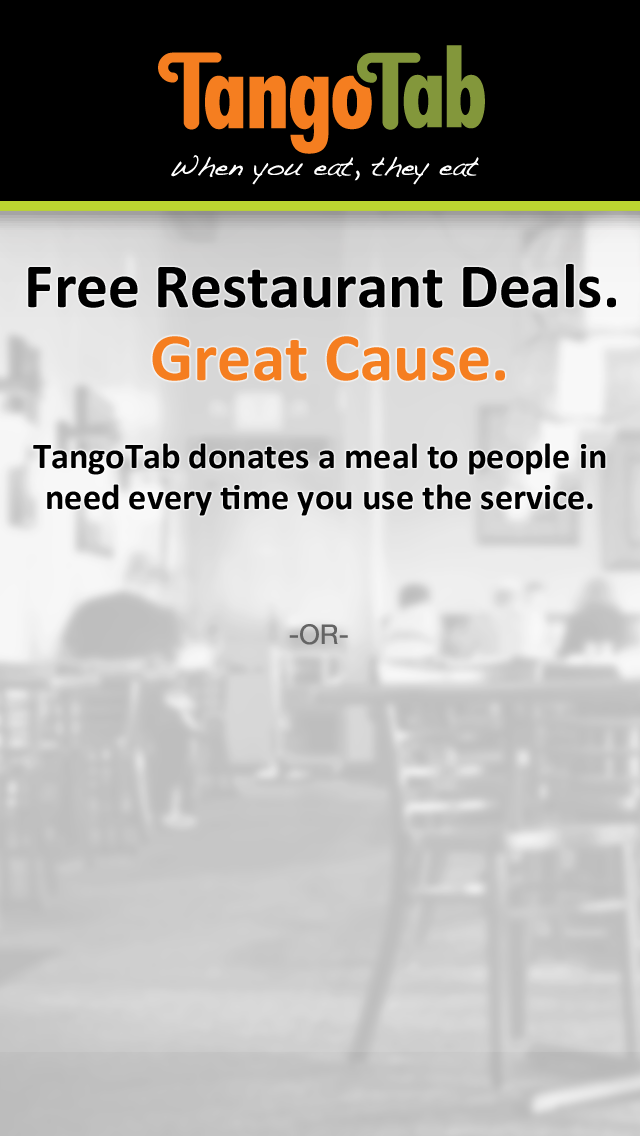 TangoTab
When you eat, they eat
Free Restaurant Deals.
Great Cause.
TangoTab donates a meal to people in
need every time you use the service.
-OR-